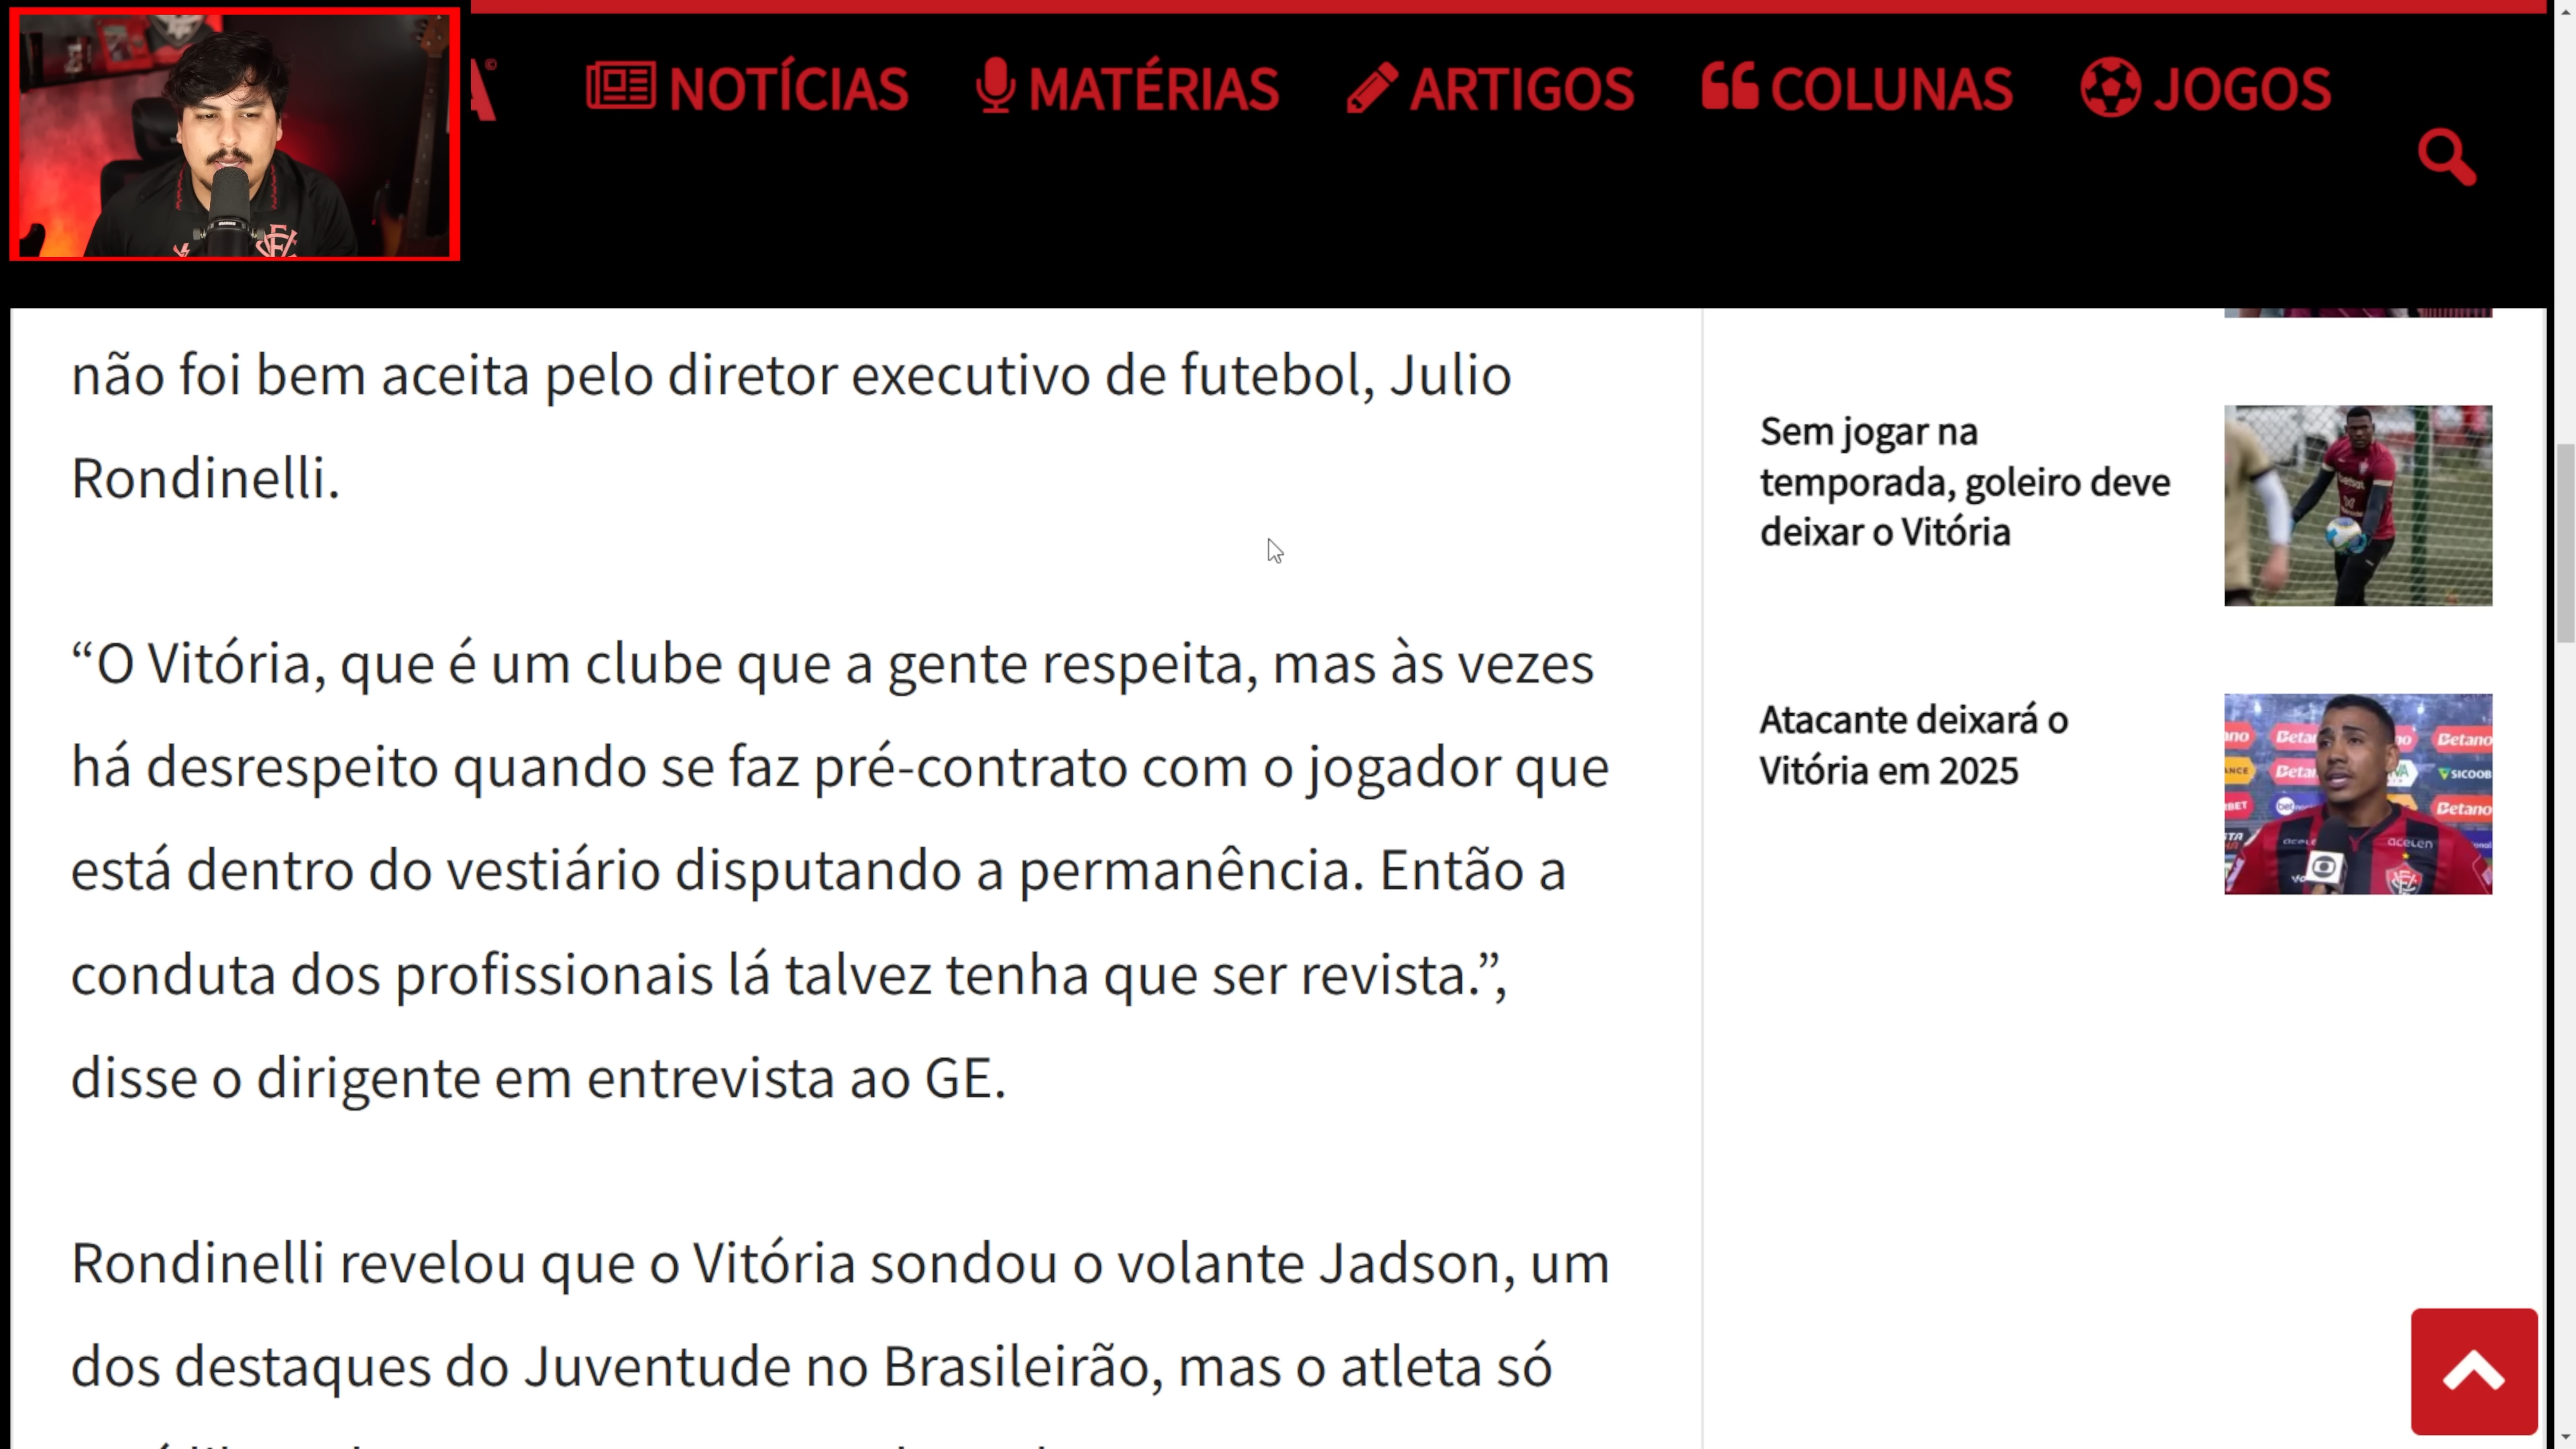 NOTÍCIAS
MATÉRIAS
ARTIGOS
COLUNAS
JOGOS
não foi bem aceita pelo diretor executivo de futebol, Julio
Rondinelli.
“O Vitória, que é um clube que a gente respeita, mas às vezes
há desrespeito quando se faz pré-contrato com o jogador que
está dentro do vestiário disputando a permanência. Então a
conduta dos profissionais lá talvez tenha que ser revista.”,
disse o dirigente em entrevista ao GE.
Rondinelli revelou que o Vitória sondou o volante Jadson, um
dos destaques do Juventude no Brasileirão, mas o atleta só
Sem jogar na
temporada, goleiro deve
deixar o Vitória
Atacante deixará o
Vitória em 2025
Betano
SICOOB
Betano
acelen